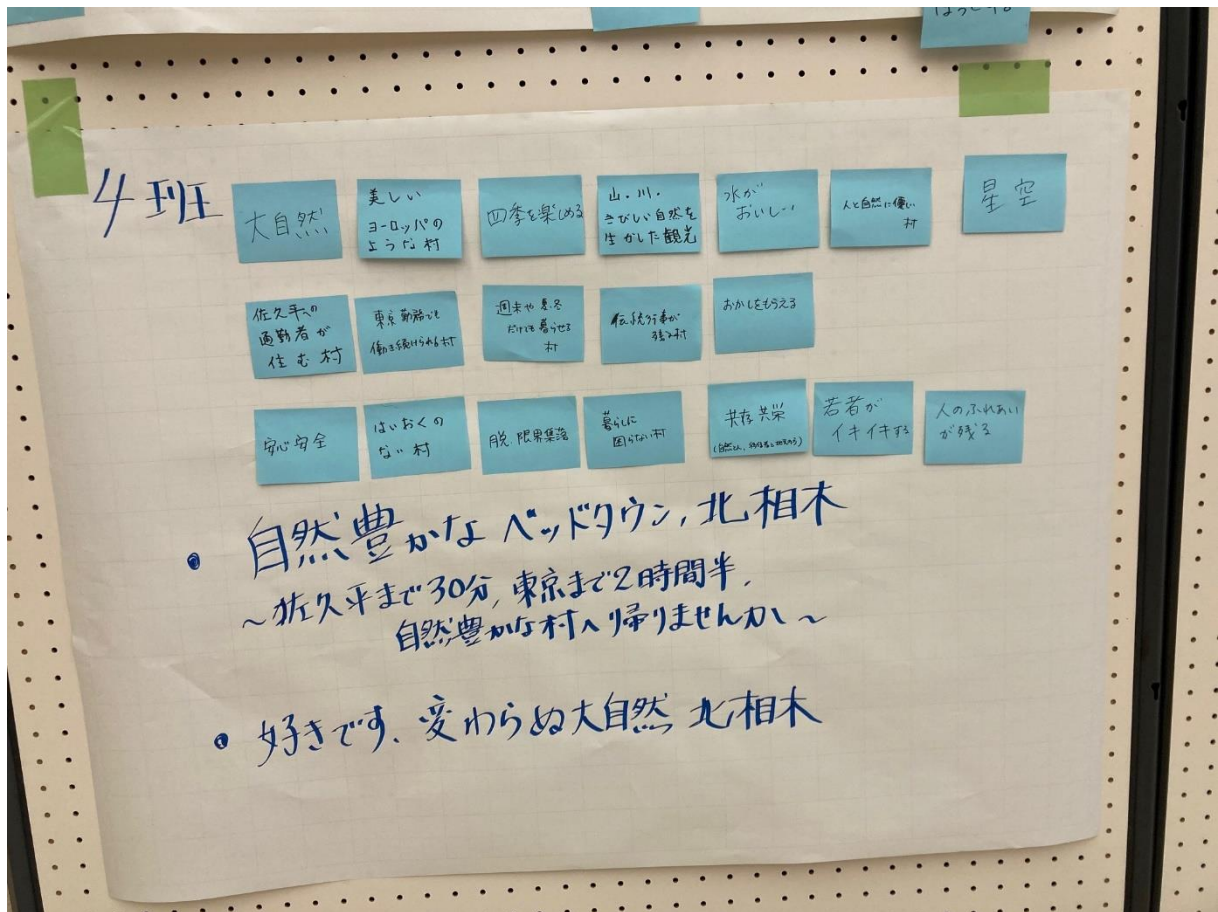 4班
大自然
美しい
ヨーロッパの
ような村
四季を楽しめる
山・川・
きびしい自然を
生かした観光
水が
おいしい
人と自然に優しい
村
星空
佐久平への
通勤者が
住む村
東京勤務でも
働き続けられる村
週末や夏・冬
だけでも暮らせる
村
伝統行事が
残る村
おかしをもらえる
安心安全
はいおくの
ない村
脱・限界集落
暮らしに
困らない村
共存共栄
若者が
イキイキする
人のふれあい
が残る
・自然豊かなベッドタウン,北相木
～佐久平まで30分,東京まで2時間半,
自然豊かな村へ帰りませんか～
・好きです、変わらぬ大自然 北相木